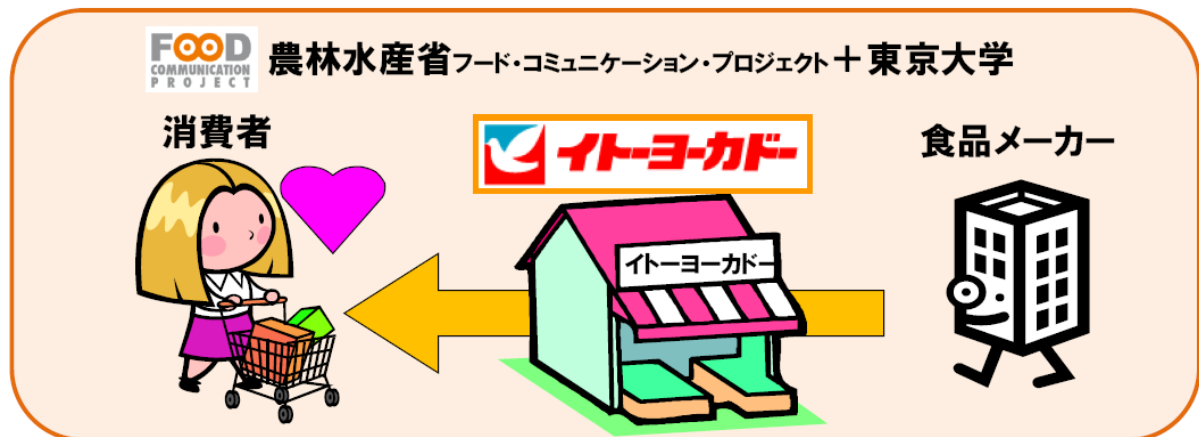 FOOD
COMMUNICATION
PROJECT
農林水産省フード・コミュニケーション・プロジェクト＋東京大学
消費者
イトーヨーカドー
食品メーカー
イトーヨーカドー